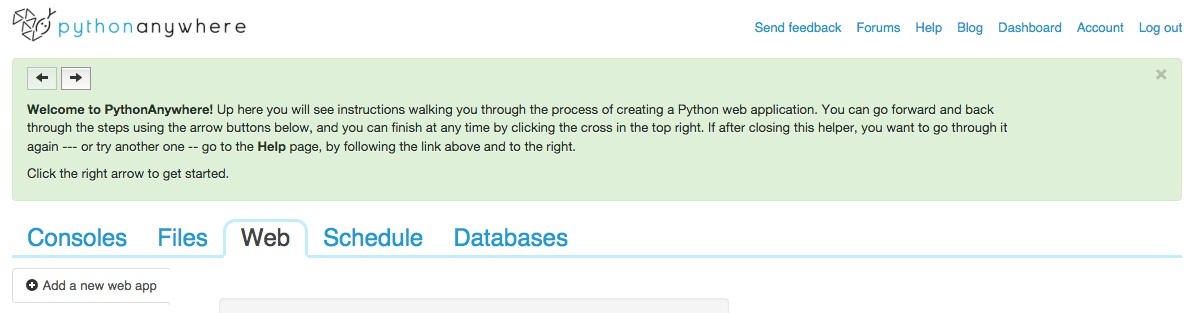 pythonanywhere
Send feedback Forums Help Blog Dashboard Account Log out
Welcome to PythonAnywhere! Up here you will see instructions walking you through the process of creating a Python web application. You can go forward and back
through the steps using the arrow buttons below, and you can finish at any time by clicking the cross in the top right. If after closing this helper, you want to go through it
again --- or try another one -- go to the Help page, by following the link above and to the right.
Click the right arrow to get started.
Consoles Files Web Schedule Databases
Add a new web app